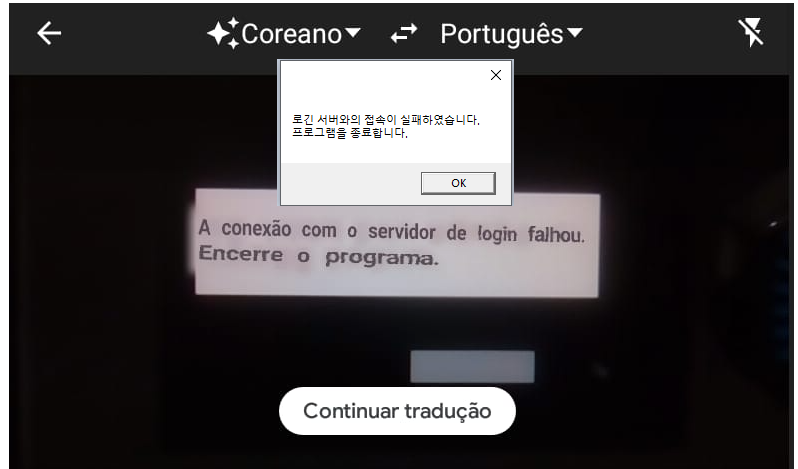 Coreano Português
로긴 서버와의 접속이 실패하였습니다.
프로그램을 종료합니다.
OK
A conexão com o servidor de login falhou.
Encerre o programa.
Continuar tradução